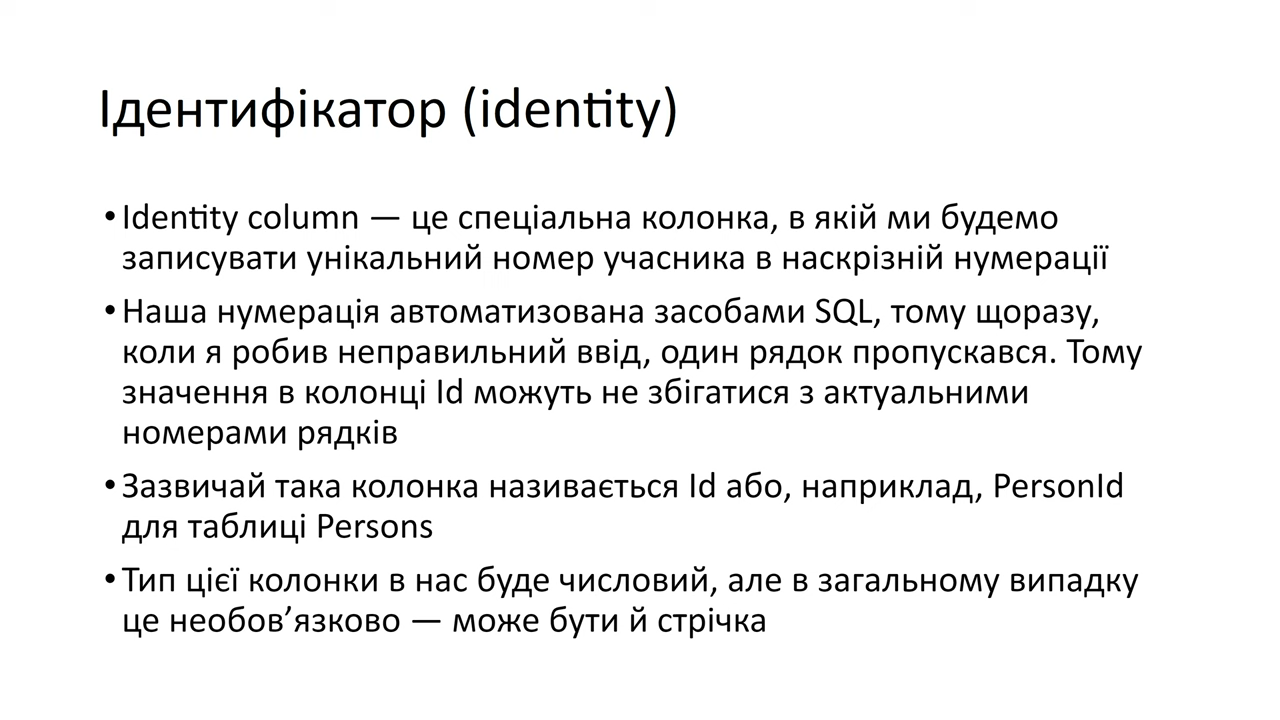 Ідентифікатор (identity)
• Identity column — це спеціальна колонка, в якій ми будемо
записувати унікальний номер учасника в наскрізній нумерації
• Наша нумерація автоматизована засобами SQL, тому щоразу,
коли я робив неправильний ввід, один рядок пропускався. Тому
значення в колонці Id можуть не збігатися з актуальними
номерами рядків
• Зазвичай така колонка називається Id або, наприклад, PersonId
для таблиці Persons
• Тип цієї колонки в нас буде числовий, але в загальному випадку
це необов’язково — може бути й стрічка